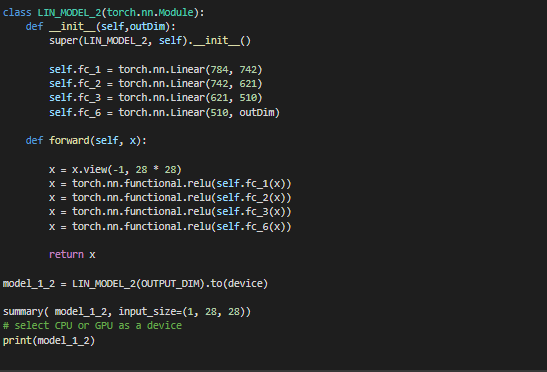 class LIN_MODEL_2(torch.nn.Module):
    def __init__(self,outDim):
        super(LIN_MODEL_2, self).__init__()
        self.fc_1 = torch.nn.Linear(784, 742)
        self.fc_2 = torch.nn.Linear(742, 621)
        self.fc_3 = torch.nn.Linear(621, 510)
        self.fc_6 = torch.nn.Linear(510, outDim)
    def forward(self, x):
        x = x.view(-1, 28 * 28)
        x = torch.nn.functional.relu(self.fc_1(x))
        x = torch.nn.functional.relu(self.fc_2(x))
        x = torch.nn.functional.relu(self.fc_3(x))
        x = torch.nn.functional.relu(self.fc_6(x))
        return x
model_1_2 = LIN_MODEL_2(OUTPUT_DIM).to(device)
summary( model_1_2, input_size=(1, 28, 28))
# select CPU or GPU as a device
print(model_1_2)